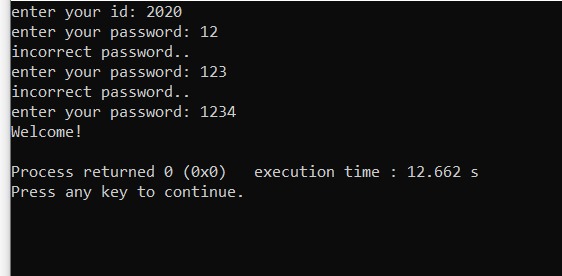 enter your id: 2020
enter your password: 12
incorrect password..
enter your password: 123
incorrect password..
enter your password: 1234
Welcome!
Process returned 0 (0x0)   execution time : 12.662 s
Press any key to continue.